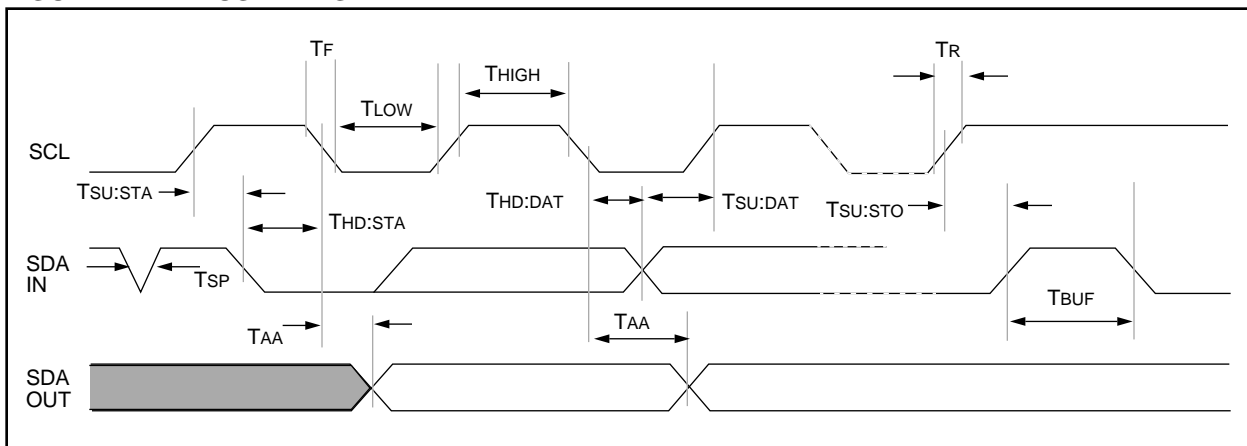 TF
TR
THIGH
TLOW
SCL
TSU:STA
THD:DAT
TSU:DAT
TSU:STO
THD:STA
SDA
IN
TSP
TBUF
TAA
TAA
SDA
OUT